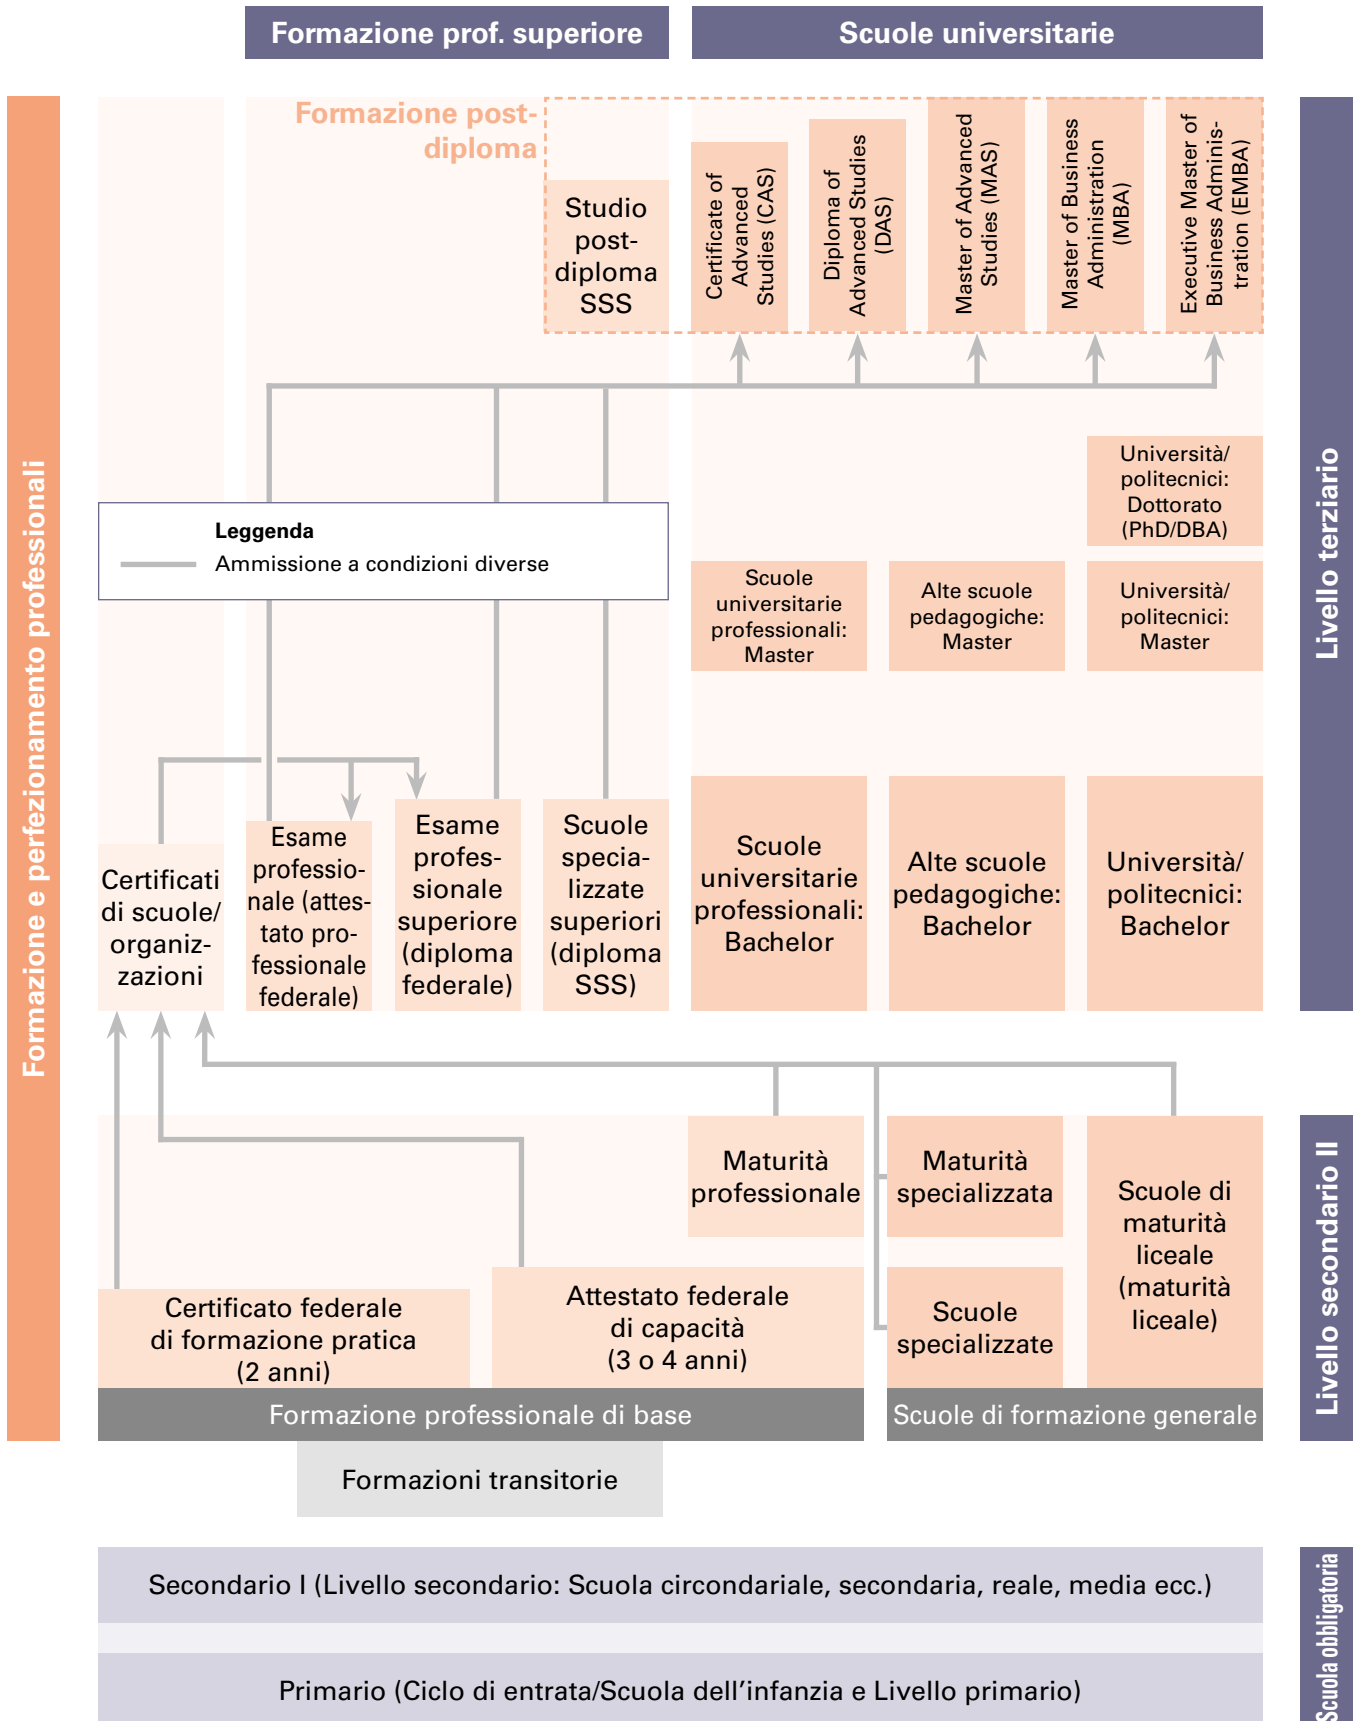 Formazione prof. superiore
Scuole universitarie
Formazione e perfezionamento professionali
Livello terziario
Livello secondario II
Scuola obbligatoria
Formazione post-
diploma
Studio
post-
diploma
SSS
Certificate of
Advanced
Studies (CAS)
Diploma of
Advanced Studies
(DAS)
Master of Advanced
Studies (MAS)
Master of Business
Administration
(MBA)
Executive Master of
Business Adminis-
tration (EMBA)
Università/
politecnici:
Dottorato
(PhD/DBA)
Leggenda
Ammissione a condizioni diverse
Scuole
universitarie
professionali:
Master
Alte scuole
pedagogiche:
Master
Università/
politecnici:
Master
Certificati
di scuole/
organiz-
zazioni
Esame
professio-
nale (attes-
tato pro-
fessionale
federale)
Esame
profes-
sionale
superiore
(diploma
federale)
Scuole
specia-
lizzate
superiori
(diploma
SSS)
Scuole
universitarie
professionali:
Bachelor
Alte scuole
pedagogiche:
Bachelor
Università/
politecnici:
Bachelor
Maturità
professionale
Maturità
specializzata
Scuole di
maturità
liceale
(maturità
liceale)
Certificato federale
di formazione pratica
(2 anni)
Attestato federale
di capacità
(3 o 4 anni)
Scuole
specializzate
Formazione professionale di base
Scuole di formazione generale
Formazioni transitorie
Secondario I (Livello secondario: Scuola circondariale, secondaria, reale, media ecc.)
Primario (Ciclo di entrata/Scuola dell’infanzia e Livello primario)